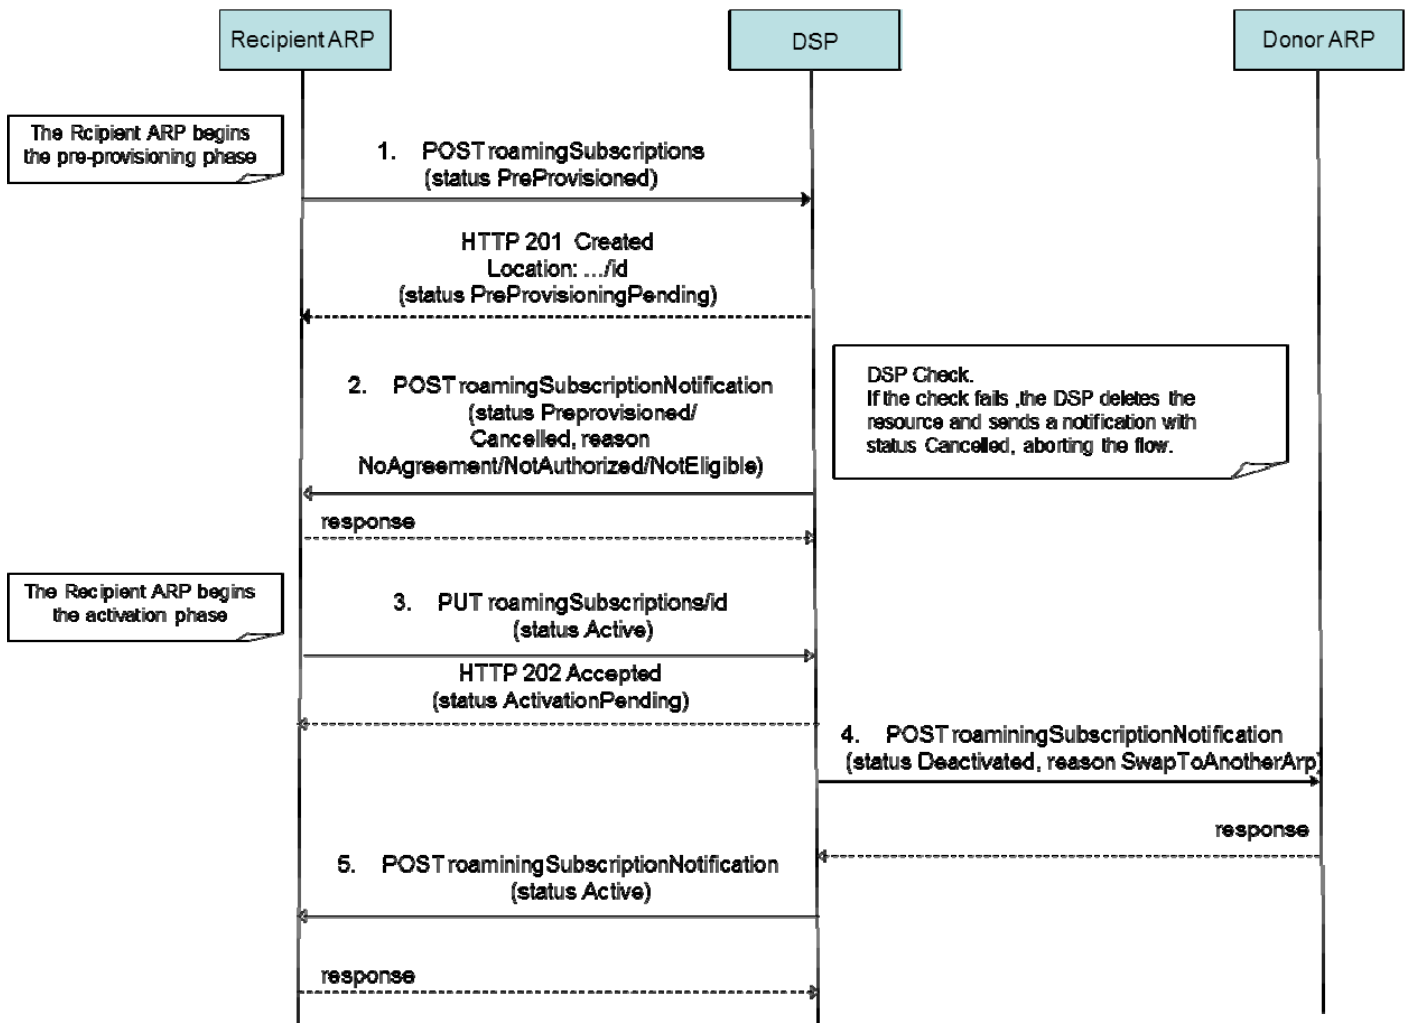 Recipient ARP
DSP
Donor ARP
The Rcipient ARP begins
the pre-provisioning phase
1. POST roamingSubscriptions
(status PreProvisioned)
HTTP 201 Created
Location: .../id
(status PreProvisioningPending)
2. POST roamingSubscriptionNotification
(status Preprovisioned/
Cancelled, reason
NoAgreement/NotAuthorized/NotEligible)
DSP Check.
If the check fails ,the DSP deletes the
resource and sends a notification with
status Cancelled, aborting the flow.
response
The Recipient ARP begins
the activation phase
3. PUT roamingSubscriptions/id
(status Active)
HTTP 202 Accepted
(status ActivationPending)
4. POST roaminingSubscriptionNotification
(status Deactivated, reason SwapToAnotherArp)
response
5. POST roaminingSubscriptionNotification
(status Active)
response